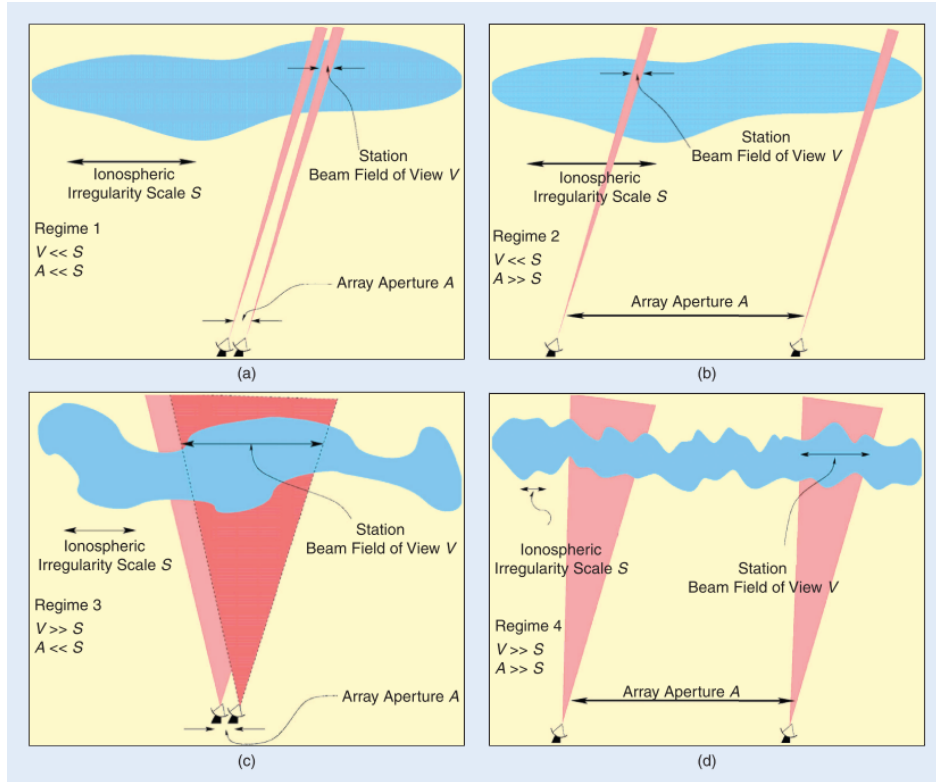 Station
Beam Field of View V
Ionospheric
Irregularity Scale S
Regime 1
V << S
A << S
Array Aperture A
(a)
Station
Beam Field of View V
Ionospheric
Irregularity Scale S
Regime 2
V << S
A >> S
Array Aperture A
(b)
Station
Beam Field of View V
Ionospheric
Irregularity Scale S
Regime 3
V >> S
A << S
Array Aperture A
(c)
Ionospheric
Irregularity Scale S
Station
Beam Field of View V
Regime 4
V >> S
A >> S
Array Aperture A
(d)